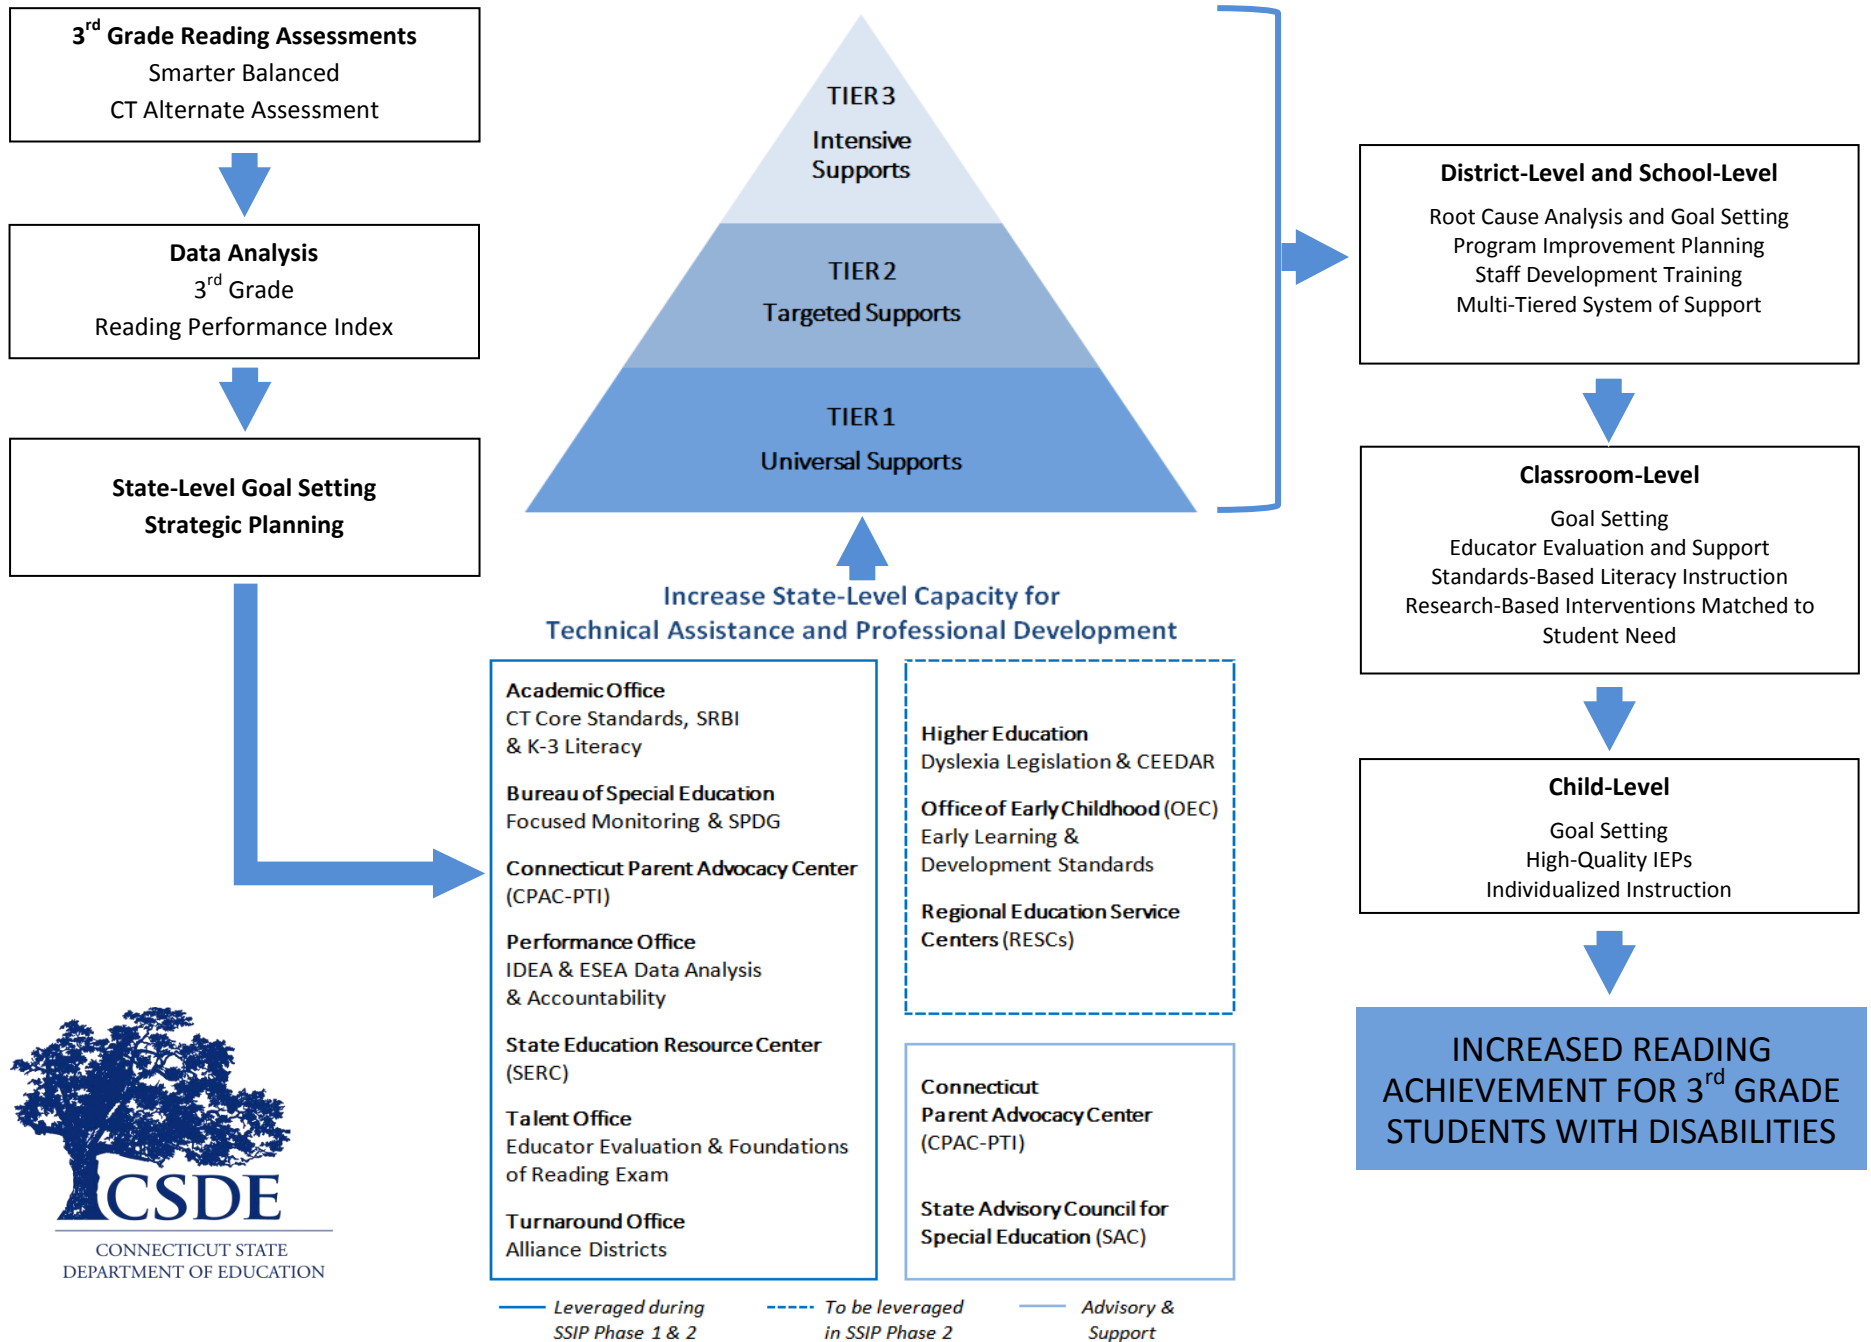 3rd Grade Reading Assessments
Smarter Balanced
CT Alternate Assessment
Data Analysis
3rd Grade
Reading Performance Index
State-Level Goal Setting
Strategic Planning
TIER 3
Intensive
Supports
TIER 2
Targeted Supports
TIER 1
Universal Supports
Increase State-Level Capacity for
Technical Assistance and Professional Development
Academic Office
CT Core Standards, SRBI
& K-3 Literacy
Bureau of Special Education
Focused Monitoring & SPDG
Connecticut Parent Advocacy Center
(CPAC-PTI)
Performance Office
IDEA & ESEA Data Analysis
& Accountability
State Education Resource Center
(SERC)
Talent Office
Educator Evaluation & Foundations
of Reading Exam
Turnaround Office
Alliance Districts
Higher Education
Dyslexia Legislation & CEEDAR
Office of Early Childhood (OEC)
Early Learning &
Development Standards
Regional Education Service
Centers (RESCs)
Connecticut
Parent Advocacy Center
(CPAC-PTI)
State Advisory Council for
Special Education (SAC)
Leveraged during
SSIP Phase 1 & 2
To be leveraged
in SSIP Phase 2
Advisory &
Support
District-Level and School-Level
Root Cause Analysis and Goal Setting
Program Improvement Planning
Staff Development Training
Multi-Tiered System of Support
Classroom-Level
Goal Setting
Educator Evaluation and Support
Standards-Based Literacy Instruction
Research-Based Interventions Matched to
Student Need
Child-Level
Goal Setting
High-Quality IEPs
Individualized Instruction
INCREASED READING
ACHIEVEMENT FOR 3rd GRADE
STUDENTS WITH DISABILITIES
CSDE
CONNECTICUT STATE
DEPARTMENT OF EDUCATION